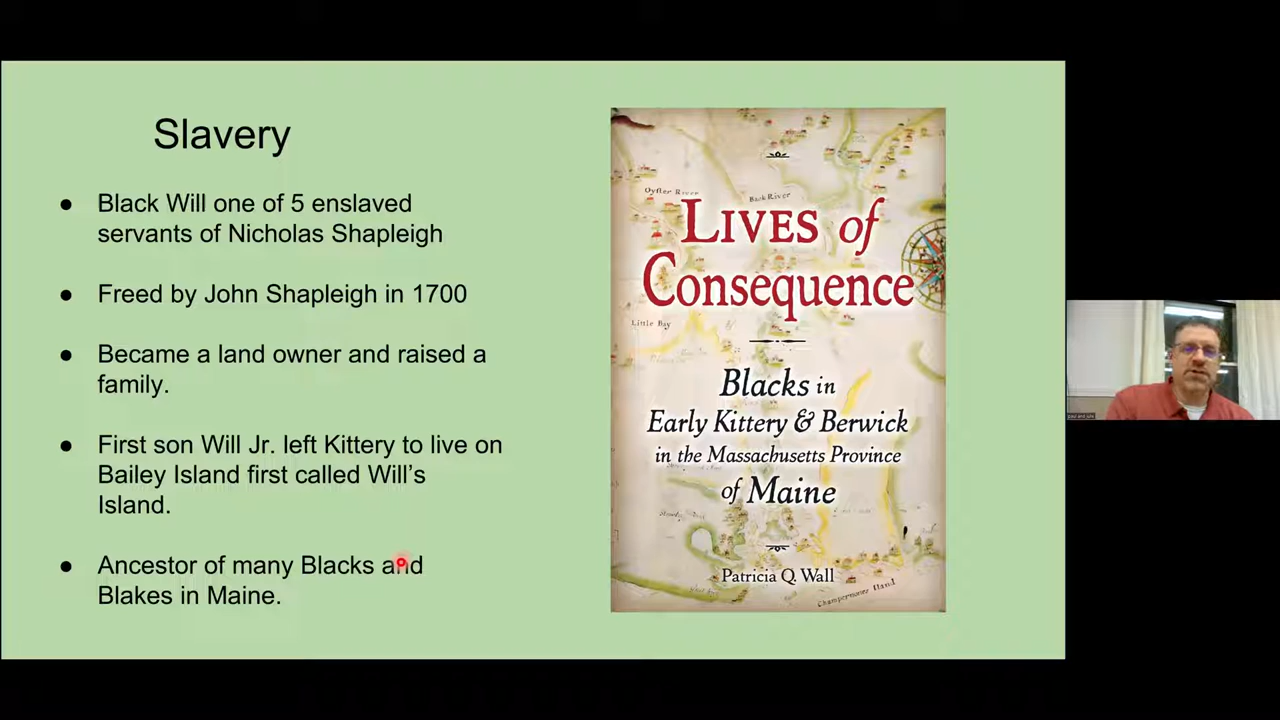 Slavery
● Black Will one of 5 enslaved
servants of Nicholas Shapleigh
● Freed by John Shapleigh in 1700
● Became a land owner and raised a
family.
● First son Will Jr. left Kittery to live on
Bailey Island first called Will’s
Island.
● Ancestor of many Blacks and
Blakes in Maine.
Oyster River
Back River
LIVES of
Consequence
Little Bay
Blacks in
Early Kittery & Berwick
in the Massachusetts Province
of Maine
Patricia Q. Wall